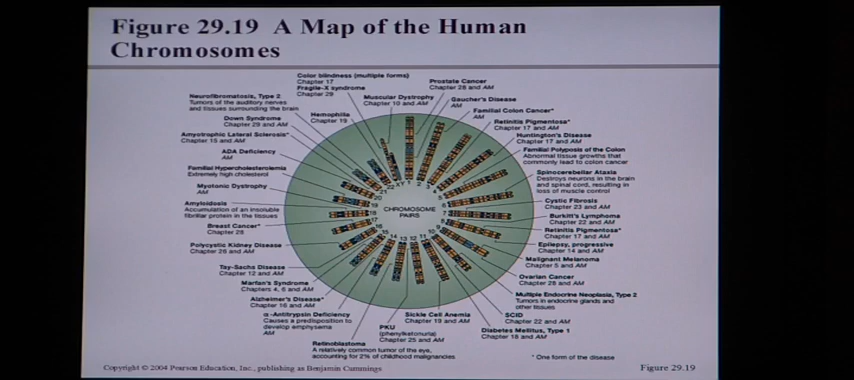 Figure 29.19 A Map of the Human
Chromosomes
Color blindness (multiple forms)
Chapter 17
Fragile-X syndrome
Chapter 29
Muscular Dystrophy
Chapter 10 and AM
Prostate Cancer
Chapter 28 and AM
Gaucher's Disease
AM
Familial Colon Cancer*
AM
Retinitis Pigmentosa*
Chapter 17 and AM
Huntington's Disease
Chapter 17 and AM
Familial Polyposis of the Colon
Abnormal tissue growths that
commonly lead to colon cancer
Spinocerebellar Ataxia
Destroys neurons in the brain
and spinal cord, resulting in
loss of muscle control
Cystic Fibrosis
Chapter 23 and AM
Burkitt's Lymphoma
Chapter 22 and AM
Retinitis Pigmentosa*
Chapter 17 and AM
Epilepsy, progressive
Chapter 14 and AM
Malignant Melanoma
Chapter 5 and AM
Ovarian Cancer
Chapter 28 and AM
Multiple Endocrine Neoplasia, Type 2
Tumors in endocrine glands and
other tissues
SCID
Chapter 22 and AM
Diabetes Mellitus, Type 1
Chapter 18 and AM
Sickle Cell Anemia
Chapter 19 and AM
PKU
(phenylketonuria)
Chapter 25 and AM
Retinoblastoma
A relatively common tumor of the eye,
accounting for 2% of childhood malignancies
α-Antitrypsin Deficiency
Causes a predisposition to
develop emphysema
AM
Alzheimer's Disease*
Chapter 16 and AM
Marfan's Syndrome
Chapters 4, 6 and AM
Tay-Sachs Disease
Chapter 12 and AM
Polycystic Kidney Disease
Chapter 26 and AM
Breast Cancer*
Chapter 28
Amyloidosis
Accumulation of an insoluble
fibrillar protein in the tissues
Myotonic Dystrophy
AM
Familial Hypercholesterolemia
Extremely high cholesterol
ADA Deficiency
AM
Amyotrophic Lateral Sclerosis*
Chapter 15 and AM
Down Syndrome
Chapter 29 and AM
Neurofibromatosis, Type 2
Tumors of the auditory nerves
and tissues surrounding the brain
Hemophilia
Chapter 19
CHROMOSOME
PAIRS
* One form of the disease
Copyright © 2004 Pearson Education, Inc., publishing as Benjamin Cummings
Figure 29.19